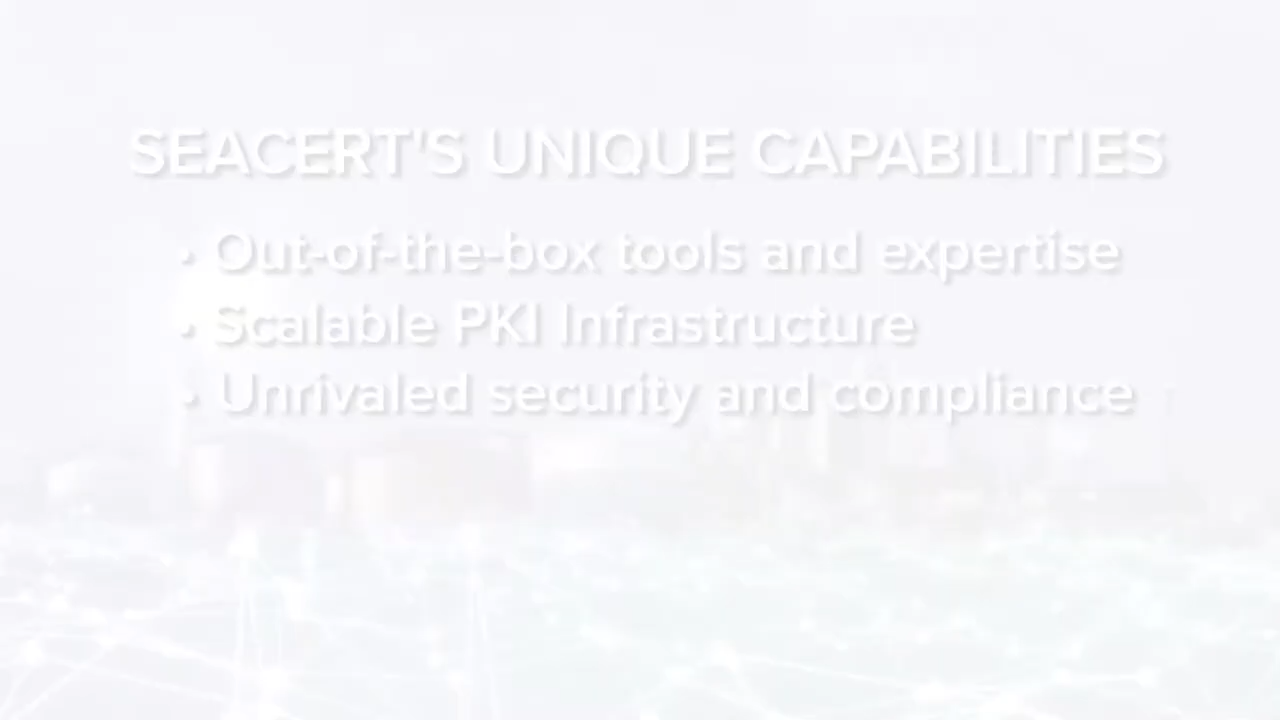 SEACERT'S UNIQUE CAPABILITIES
• Out-of-the-box tools and expertise
• Scalable PKI Infrastructure
• Unrivaled security and compliance